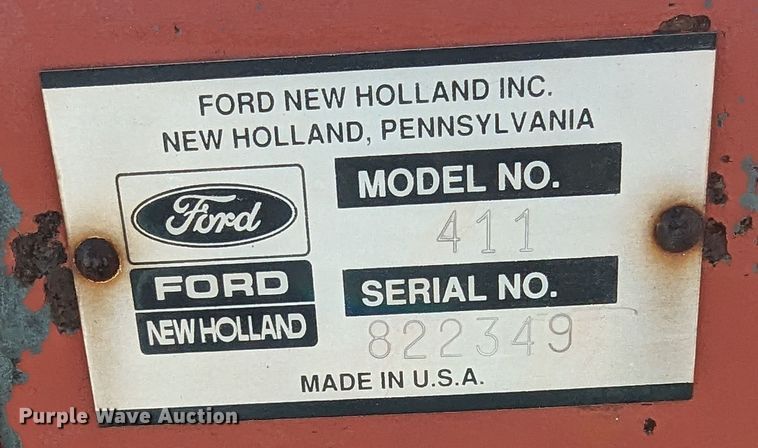 FORD NEW HOLLAND INC.
NEW HOLLAND, PENNSYLVANIA
Ford
FORD
NEW HOLLAND
MODEL NO.
411
SERIAL NO.
822349
MADE IN U.S.A.
Purple Wave Auction